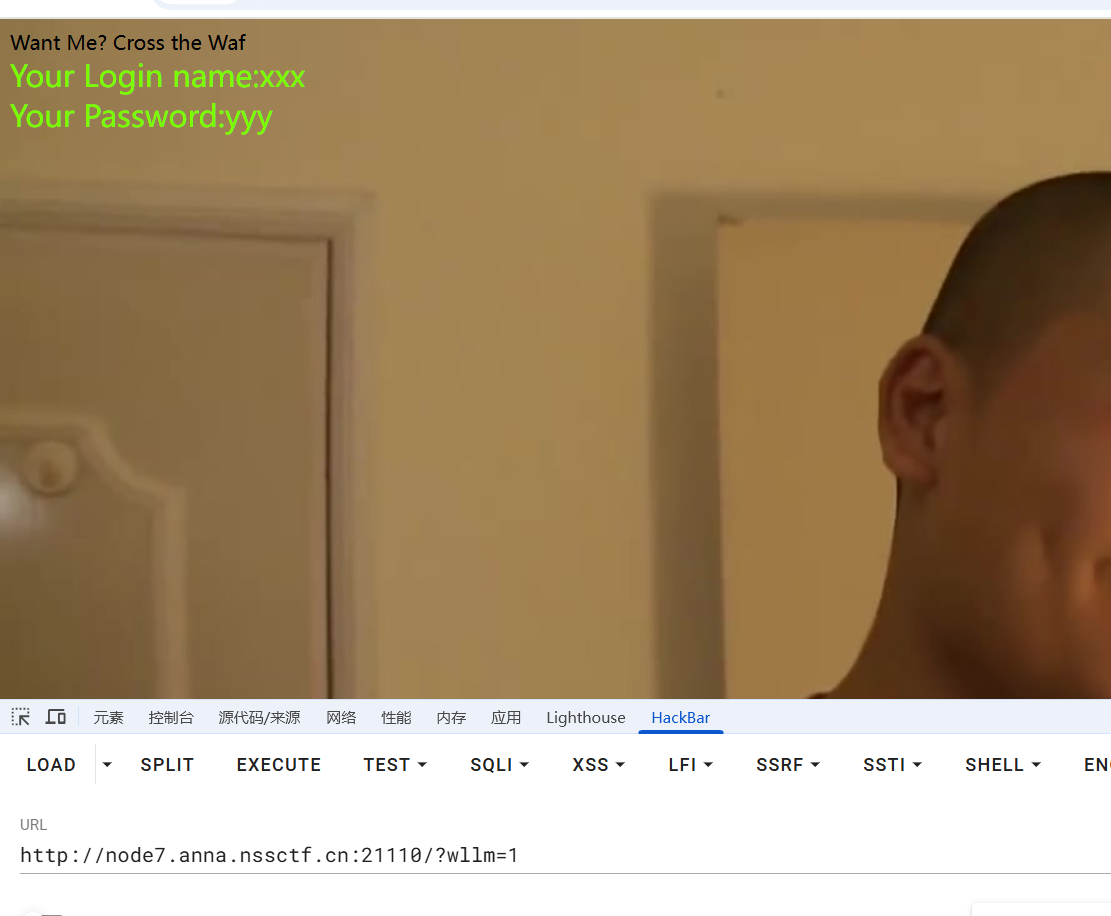 Want Me? Cross the Waf
Your Login name:xxx
Your Password:yyy
元素 控制台 源代码/来源 网络 性能 内存 应用 Lighthouse HackBar
LOAD SPLIT EXECUTE TEST SQLI XSS LFI SSRF SSTI SHELL
URL
http://node7.anna.nssctf.cn:21110/?wllm=1